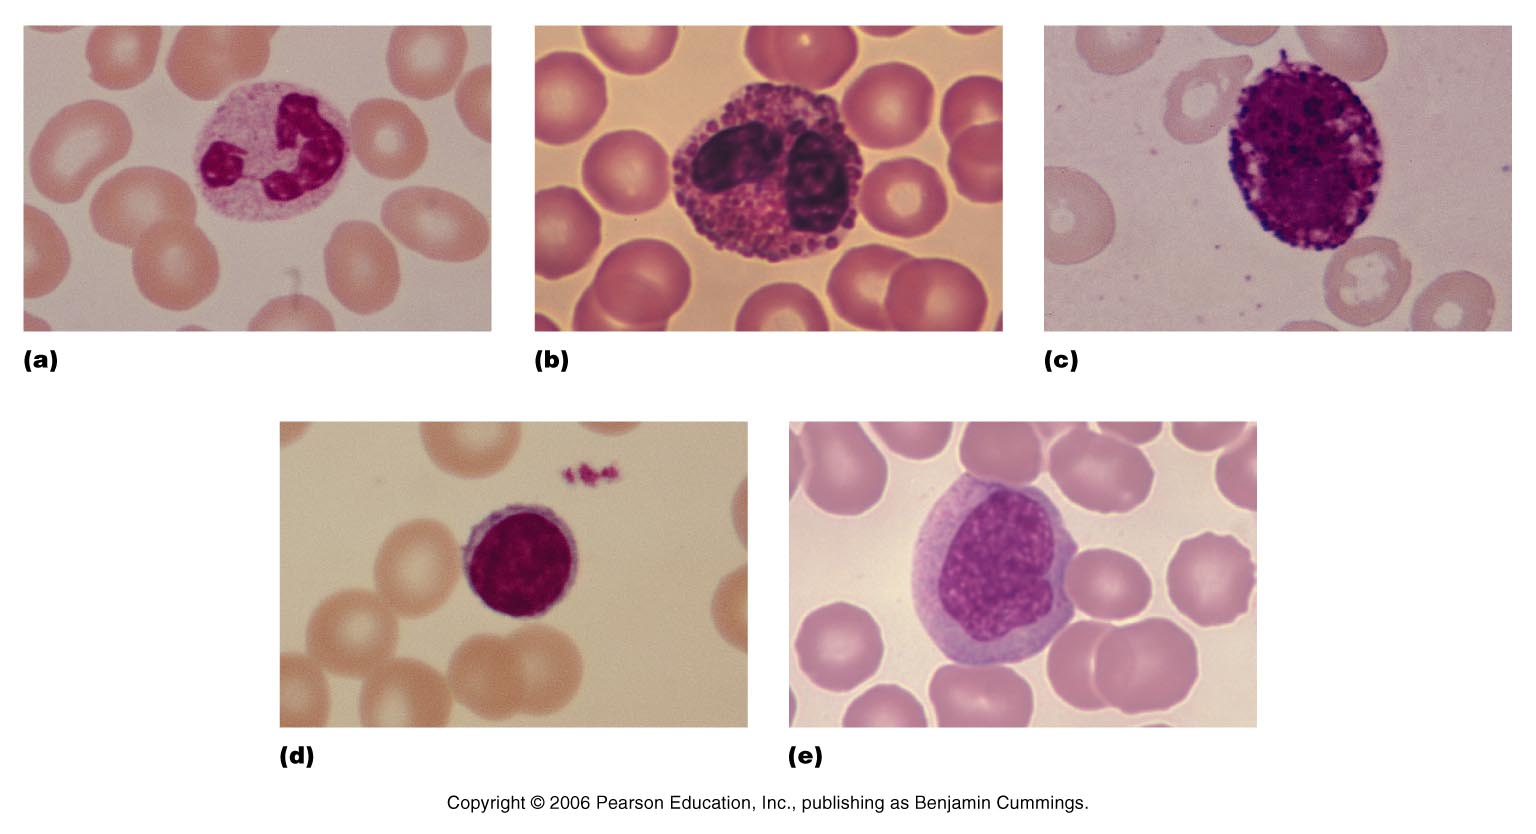 (a)
(b)
(c)
(d)
(e)
Copyright © 2006 Pearson Education, Inc., publishing as Benjamin Cummings.